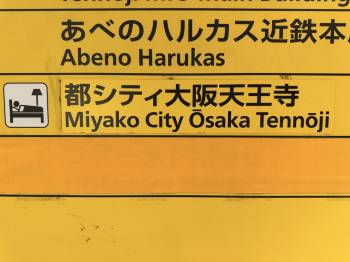 あべのハルカス近鉄本
Abeno Harukas
都シティ大阪天王寺
Miyako City Ōsaka Tennōji